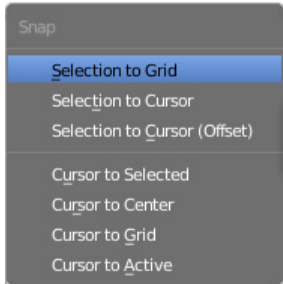 Snap
Selection to Grid
Selection to Cursor
Selection to Cursor (Offset)
Cursor to Selected
Cursor to Center
Cursor to Grid
Cursor to Active